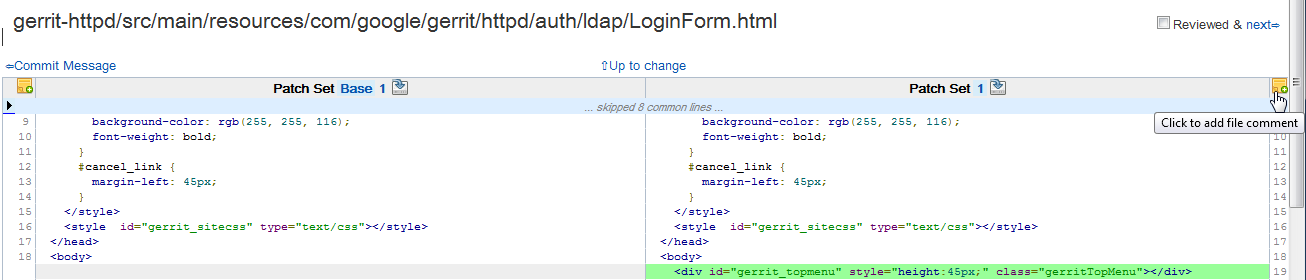 gerrit-httpd/src/main/resources/com/google/gerrit/httpd/auth/ldap/LoginForm.html
Reviewed & next⇨
⇦Commit Message
⇧Up to change
Patch Set Base 1
Patch Set 1
... skipped 8 common lines ...
Click to add file comment
9 background-color: rgb(255, 255, 116);
10 font-weight: bold;
11 }
12 #cancel_link {
13 margin-left: 45px;
14 }
15 </style>
16 <style  id="gerrit_sitecss" type="text/css"></style>
17 </head>
18 <body>
background-color: rgb(255, 255, 116);
font-weight: bold; 10
} 11
#cancel_link { 12
margin-left: 45px; 13
} 14
</style> 15
<style  id="gerrit_sitecss" type="text/css"></style> 16
</head> 17
<body> 18
<div id="gerrit_topmenu" style="height:45px;" class="gerritTopMenu"></div> 19